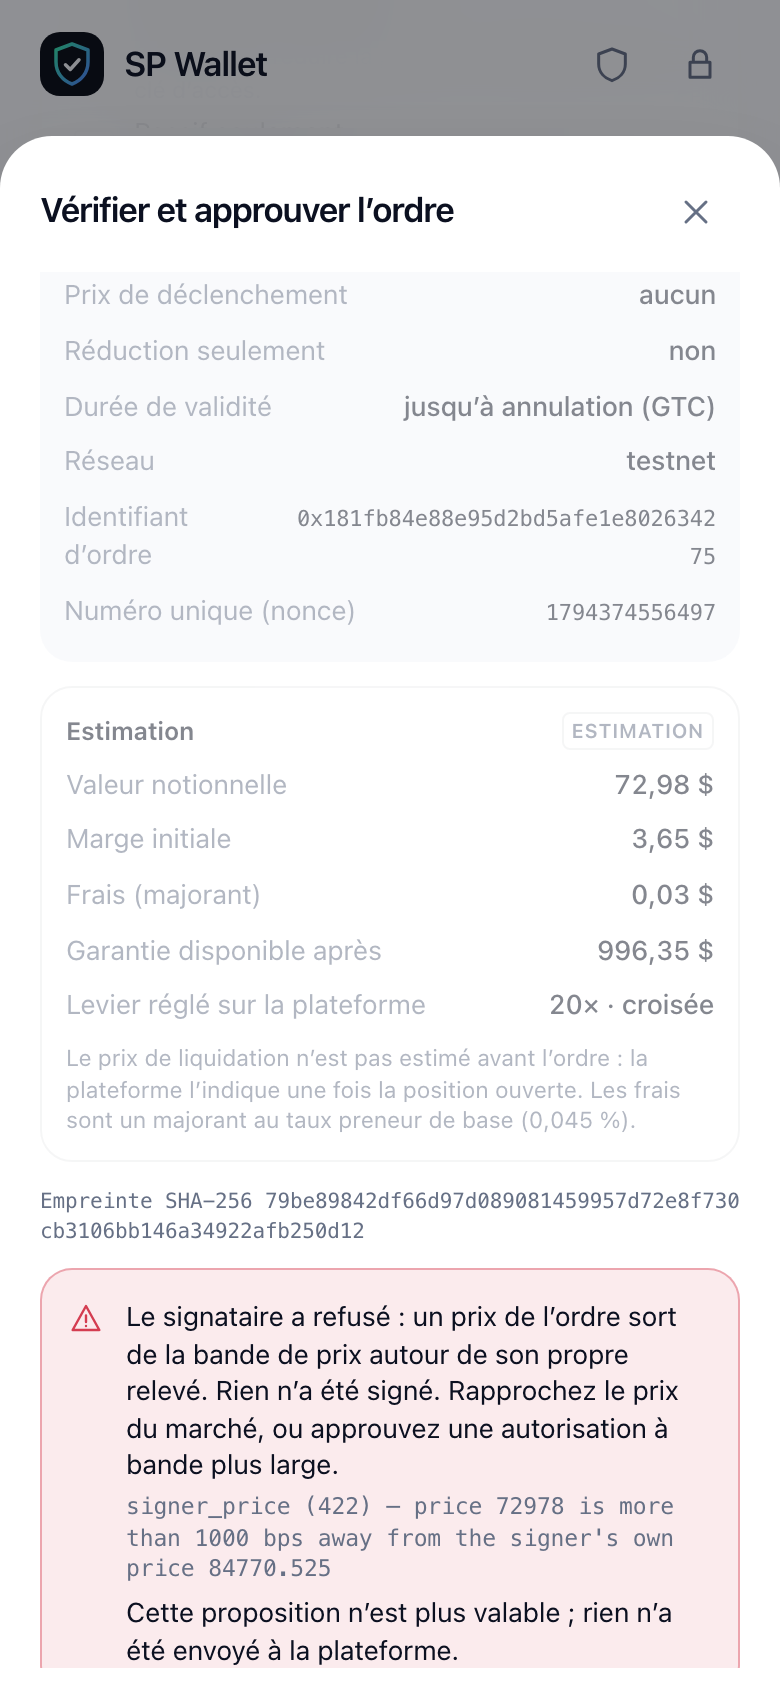 SP Wallet
Vérifier et approuver l’ordre
Prix de déclenchement aucun
Réduction seulement non
Durée de validité jusqu’à annulation (GTC)
Réseau testnet
Identifiant 0x181fb84e88e95d2bd5afe1e8026342
d’ordre 75
Numéro unique (nonce) 1794374556497
Estimation ESTIMATION
Valeur notionnelle 72,98 $
Marge initiale 3,65 $
Frais (majorant) 0,03 $
Garantie disponible après 996,35 $
Levier réglé sur la plateforme 20× · croisée
Le prix de liquidation n’est pas estimé avant l’ordre : la
plateforme l’indique une fois la position ouverte. Les frais
sont un majorant au taux preneur de base (0,045 %).
Empreinte SHA-256 79be89842df66d97d089081459957d72e8f730
cb3106bb146a34922afb250d12
Le signataire a refusé : un prix de l’ordre sort
de la bande de prix autour de son propre
relevé. Rien n’a été signé. Rapprochez le prix
du marché, ou approuvez une autorisation à
bande plus large.
signer_price (422) — price 72978 is more
than 1000 bps away from the signer's own
price 84770.525
Cette proposition n’est plus valable ; rien n’a
été envoyé à la plateforme.